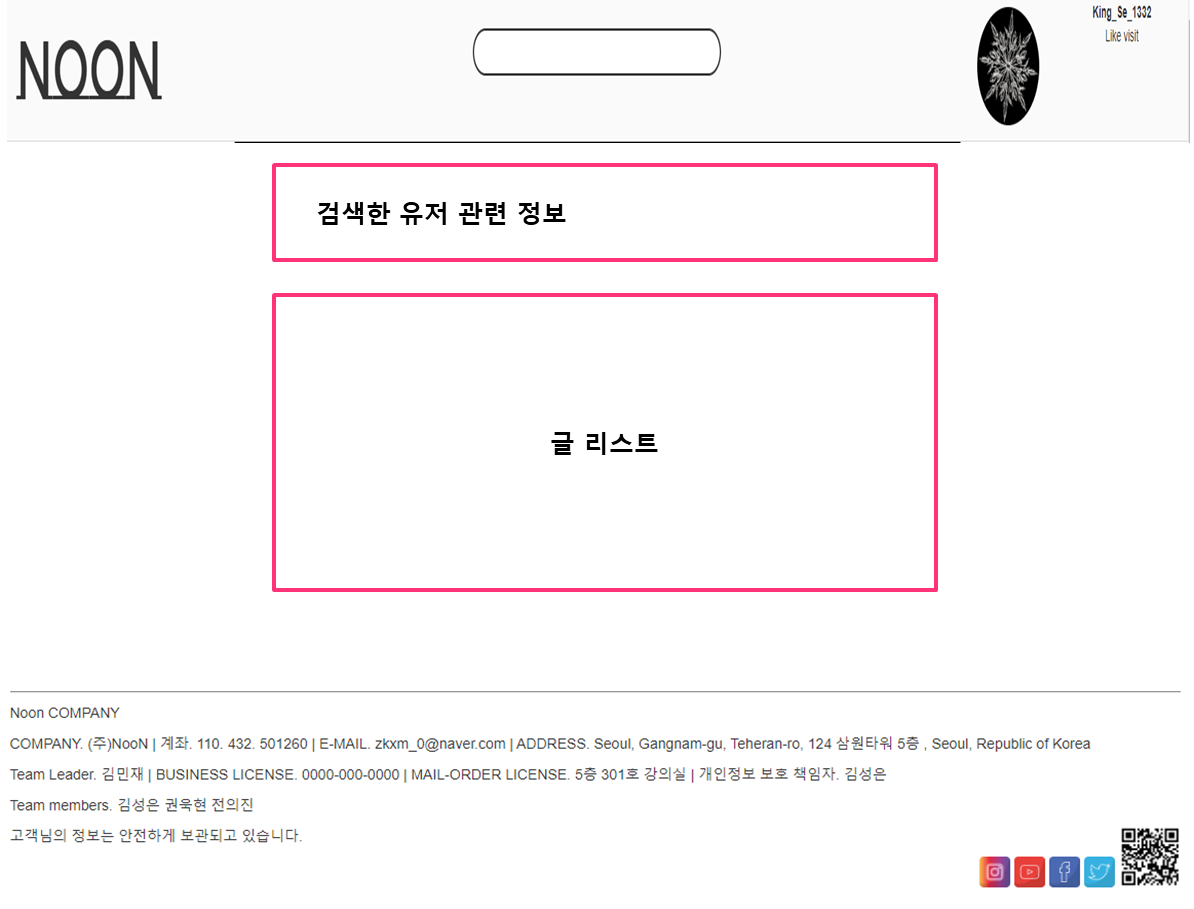 NOON
King_Se_1332
Like visit
검색한 유저 관련 정보
글 리스트
Noon COMPANY
COMPANY. (주)NooN | 계좌. 110. 432. 501260 | E-MAIL. zkxm_0@naver.com | ADDRESS. Seoul, Gangnam-gu, Teheran-ro, 124 삼원타워 5층 , Seoul, Republic of Korea
Team Leader. 김민재 | BUSINESS LICENSE. 0000-000-0000 | MAIL-ORDER LICENSE. 5층 301호 강의실 | 개인정보 보호 책임자. 김성은
Team members. 김성은 권욱현 전의진
고객님의 정보는 안전하게 보관되고 있습니다.